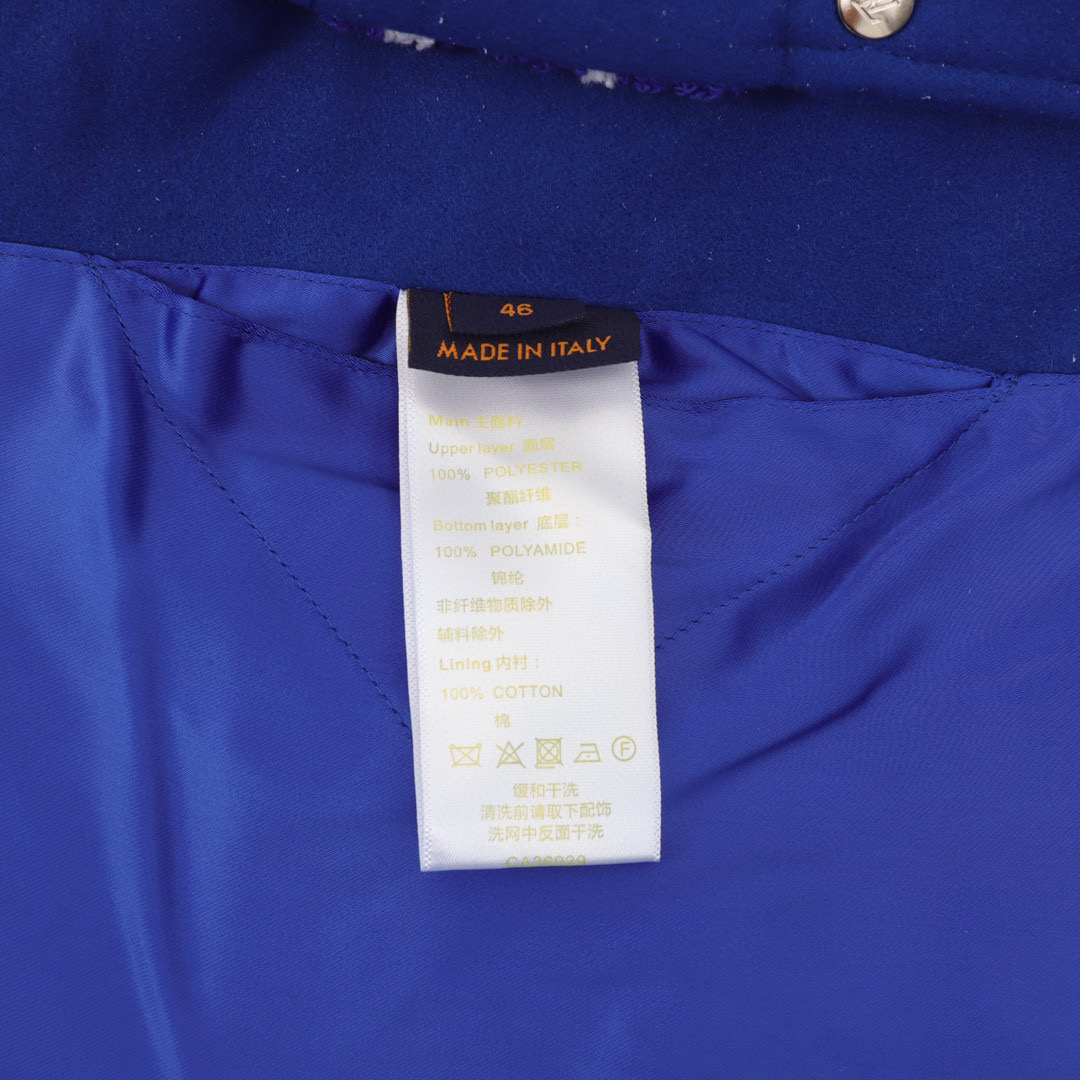 46
MADE IN ITALY
Main 主面料
Upper layer 面层：
100% POLYESTER
聚酯纤维
Bottom layer 底层：
100% POLYAMIDE
锦纶
非纤维物质除外
辅料除外
Lining 内衬：
100% COTTON
棉
F
缓和干洗
清洗前请取下配饰
洗网中反面干洗
CA36929